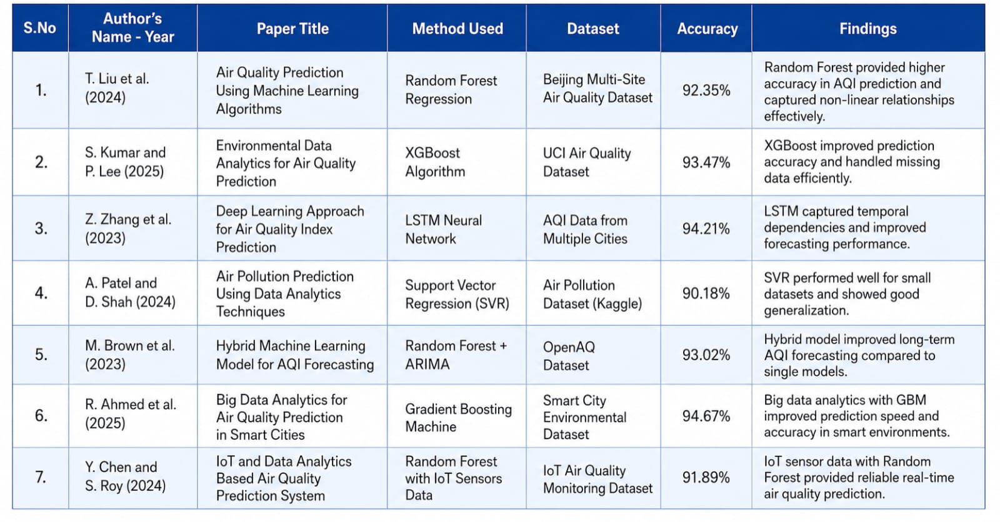 S.No
Author's
Name - Year
Paper Title
Method Used
Dataset
Accuracy
Findings
1.
T. Liu et al.
(2024)
Air Quality Prediction
Using Machine Learning
Algorithms
Random Forest
Regression
Beijing Multi-Site
Air Quality Dataset
92.35%
Random Forest provided higher
accuracy in AQI prediction and
captured non-linear relationships
effectively.
2.
S. Kumar and
P. Lee (2025)
Environmental Data
Analytics for Air Quality
Prediction
XGBoost
Algorithm
UCI Air Quality
Dataset
93.47%
XGBoost improved prediction
accuracy and handled missing
data efficiently.
3.
Z. Zhang et al.
(2023)
Deep Learning Approach
for Air Quality Index
Prediction
LSTM Neural
Network
AQI Data from
Multiple Cities
94.21%
LSTM captured temporal
dependencies and improved
forecasting performance.
4.
A. Patel and
D. Shah (2024)
Air Pollution Prediction
Using Data Analytics
Techniques
Support Vector
Regression (SVR)
Air Pollution
Dataset (Kaggle)
90.18%
SVR performed well for small
datasets and showed good
generalization.
5.
M. Brown et al.
(2023)
Hybrid Machine Learning
Model for AQI Forecasting
Random Forest +
ARIMA
OpenAQ
Dataset
93.02%
Hybrid model improved long-term
AQI forecasting compared to
single models.
6.
R. Ahmed et al.
(2025)
Big Data Analytics for
Air Quality Prediction
in Smart Cities
Gradient Boosting
Machine
Smart City
Environmental
Dataset
94.67%
Big data analytics with GBM
improved prediction speed and
accuracy in smart environments.
7.
Y. Chen and
S. Roy (2024)
IoT and Data Analytics
Based Air Quality
Prediction System
Random Forest
with IoT Sensors
Data
IoT Air Quality
Monitoring Dataset
91.89%
IoT sensor data with Random
Forest provided reliable real-time
air quality prediction.